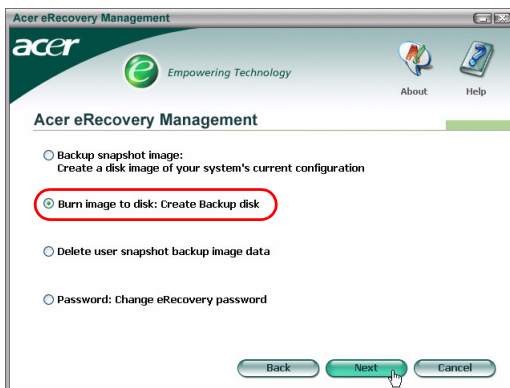 Acer eRecovery Management
acer
e Empowering Technology
About
Help
Acer eRecovery Management
Backup snapshot image:
Create a disk image of your system's current configuration
Burn image to disk: Create Backup disk
Delete user snapshot backup image data
Password: Change eRecovery password
Back
Next
Cancel